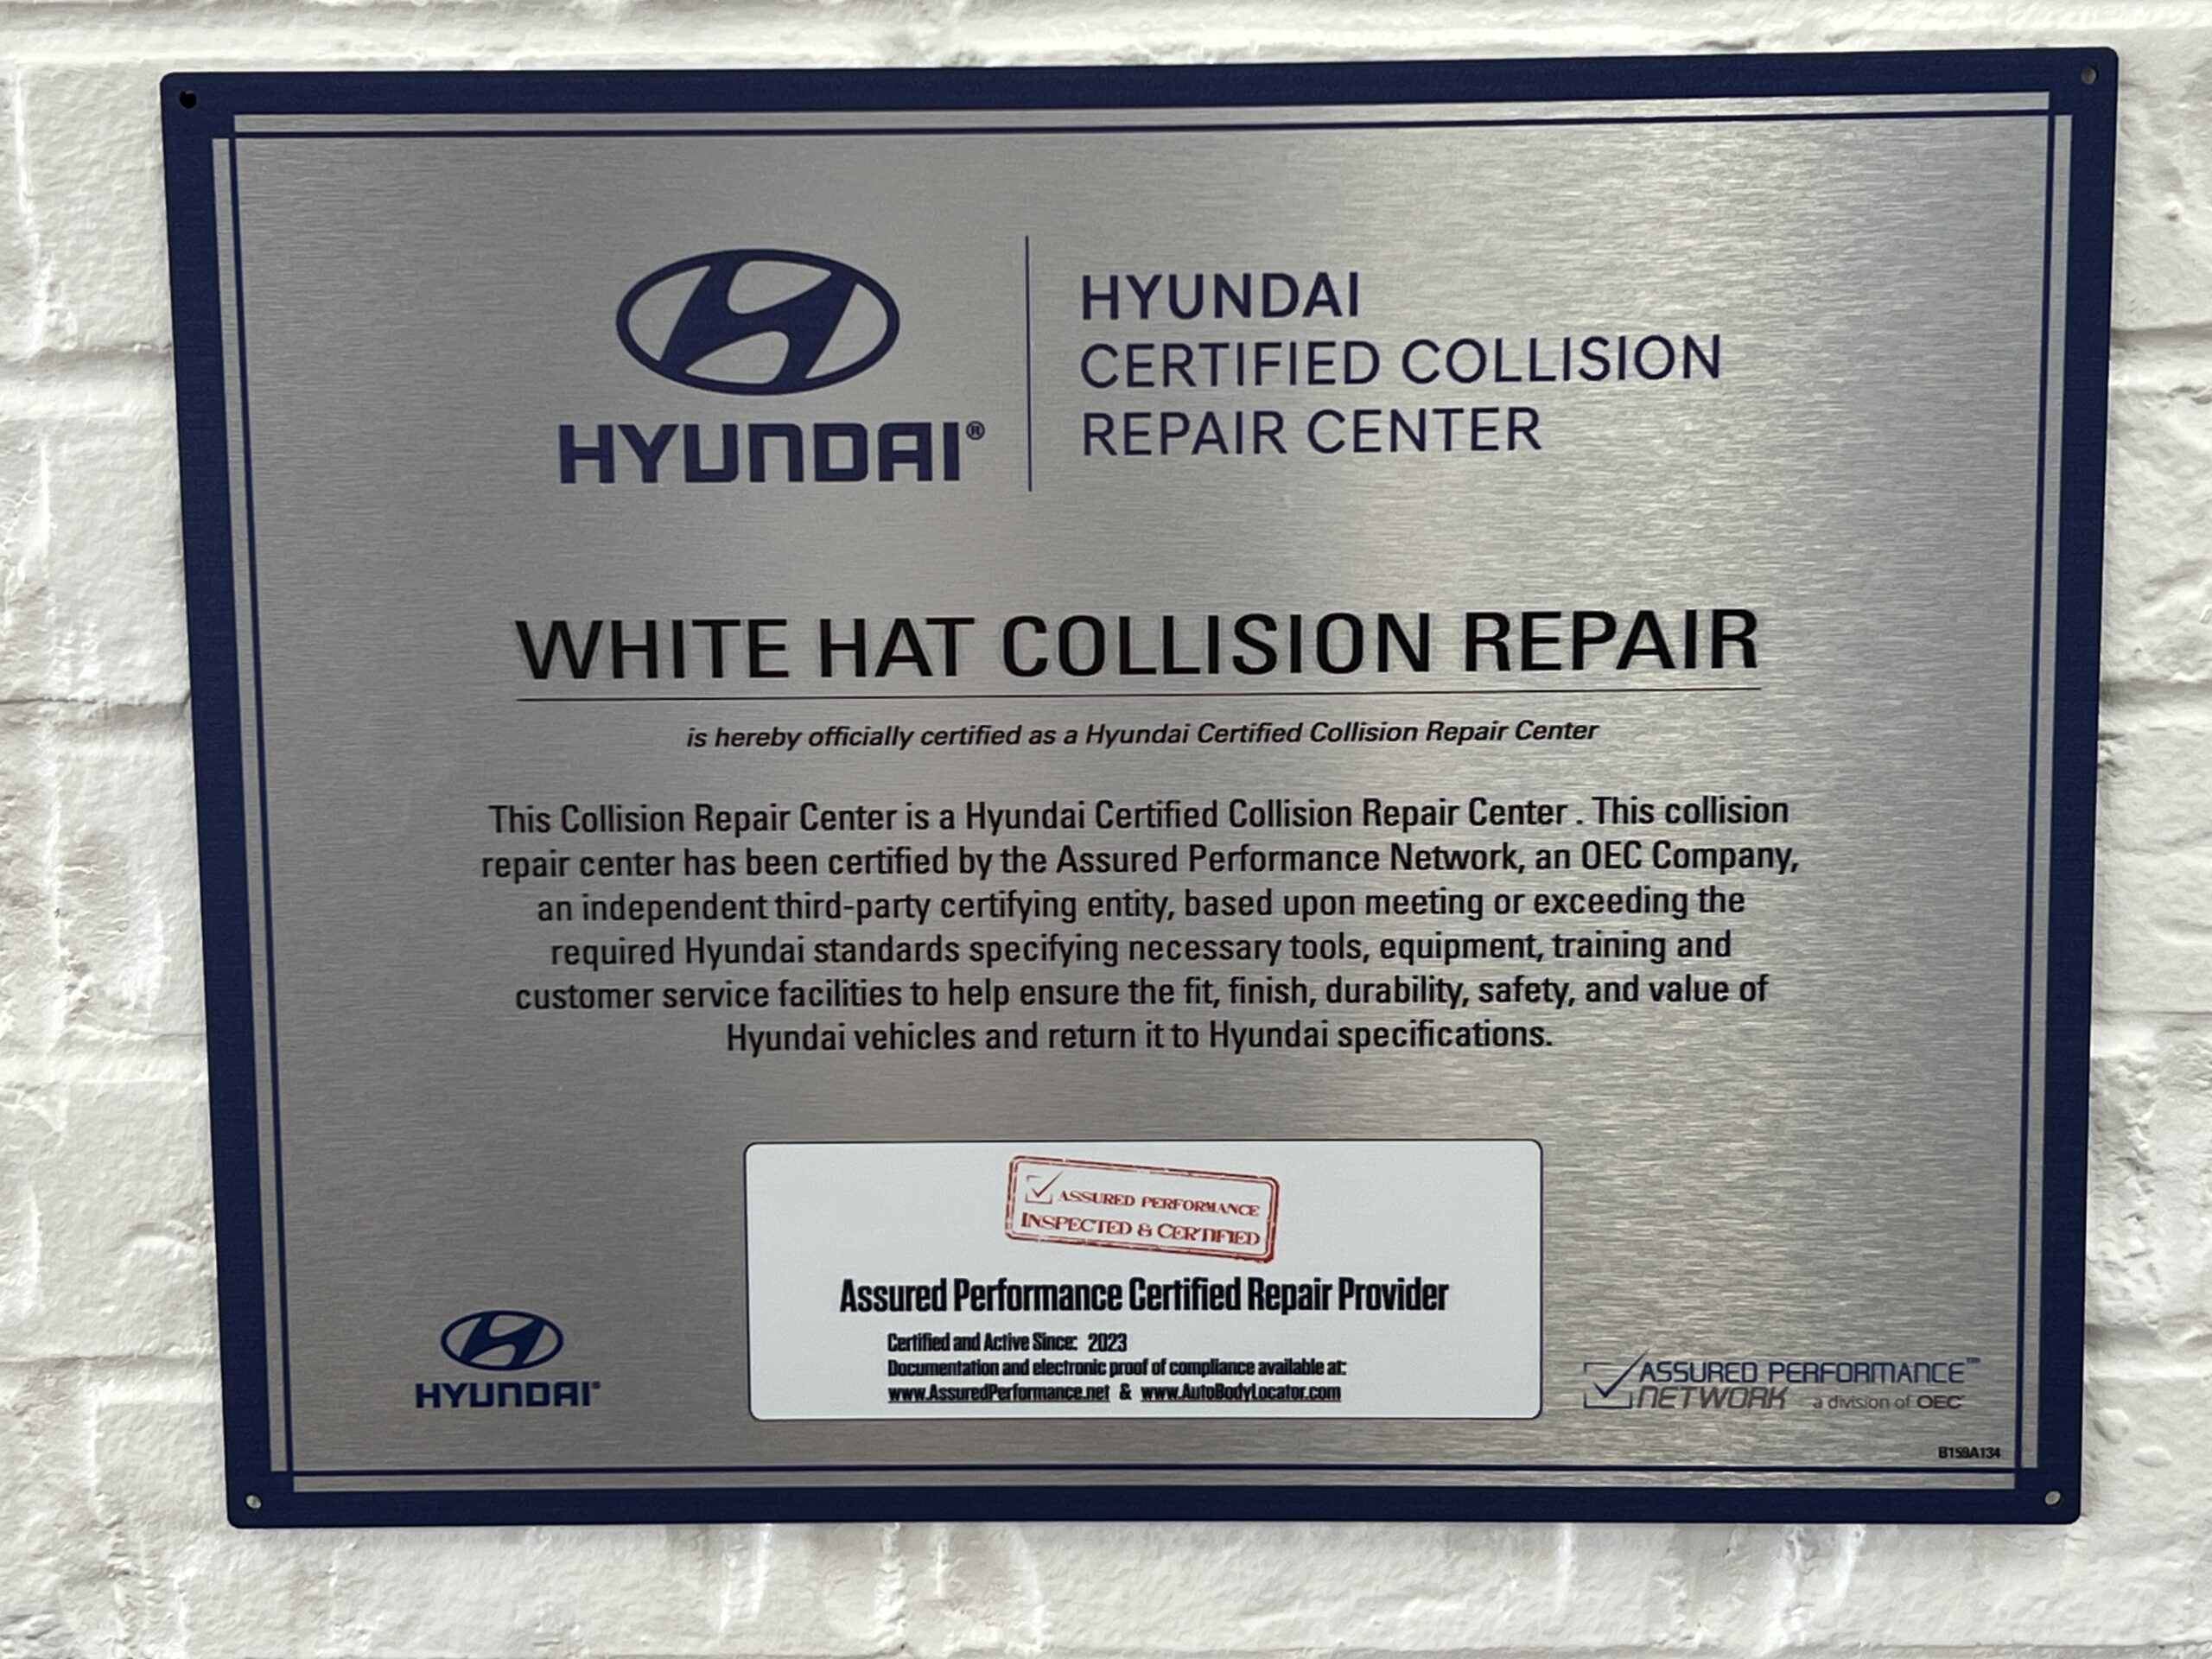 HYUNDAI®
HYUNDAI
CERTIFIED COLLISION
REPAIR CENTER
WHITE HAT COLLISION REPAIR
is hereby officially certified as a Hyundai Certified Collision Repair Center
This Collision Repair Center is a Hyundai Certified Collision Repair Center . This collision
repair center has been certified by the Assured Performance Network, an OEC Company,
an independent third-party certifying entity, based upon meeting or exceeding the
required Hyundai standards specifying necessary tools, equipment, training and
customer service facilities to help ensure the fit, finish, durability, safety, and value of
Hyundai vehicles and return it to Hyundai specifications.
ASSURED PERFORMANCE
INSPECTED & CERTIFIED
Assured Performance Certified Repair Provider
Certified and Active Since: 2023
Documentation and electronic proof of compliance available at:
www.AssuredPerformance.net & www.AutoBodyLocator.com
HYUNDAI®
ASSURED PERFORMANCE™
NETWORK a division of OEC
B159A134